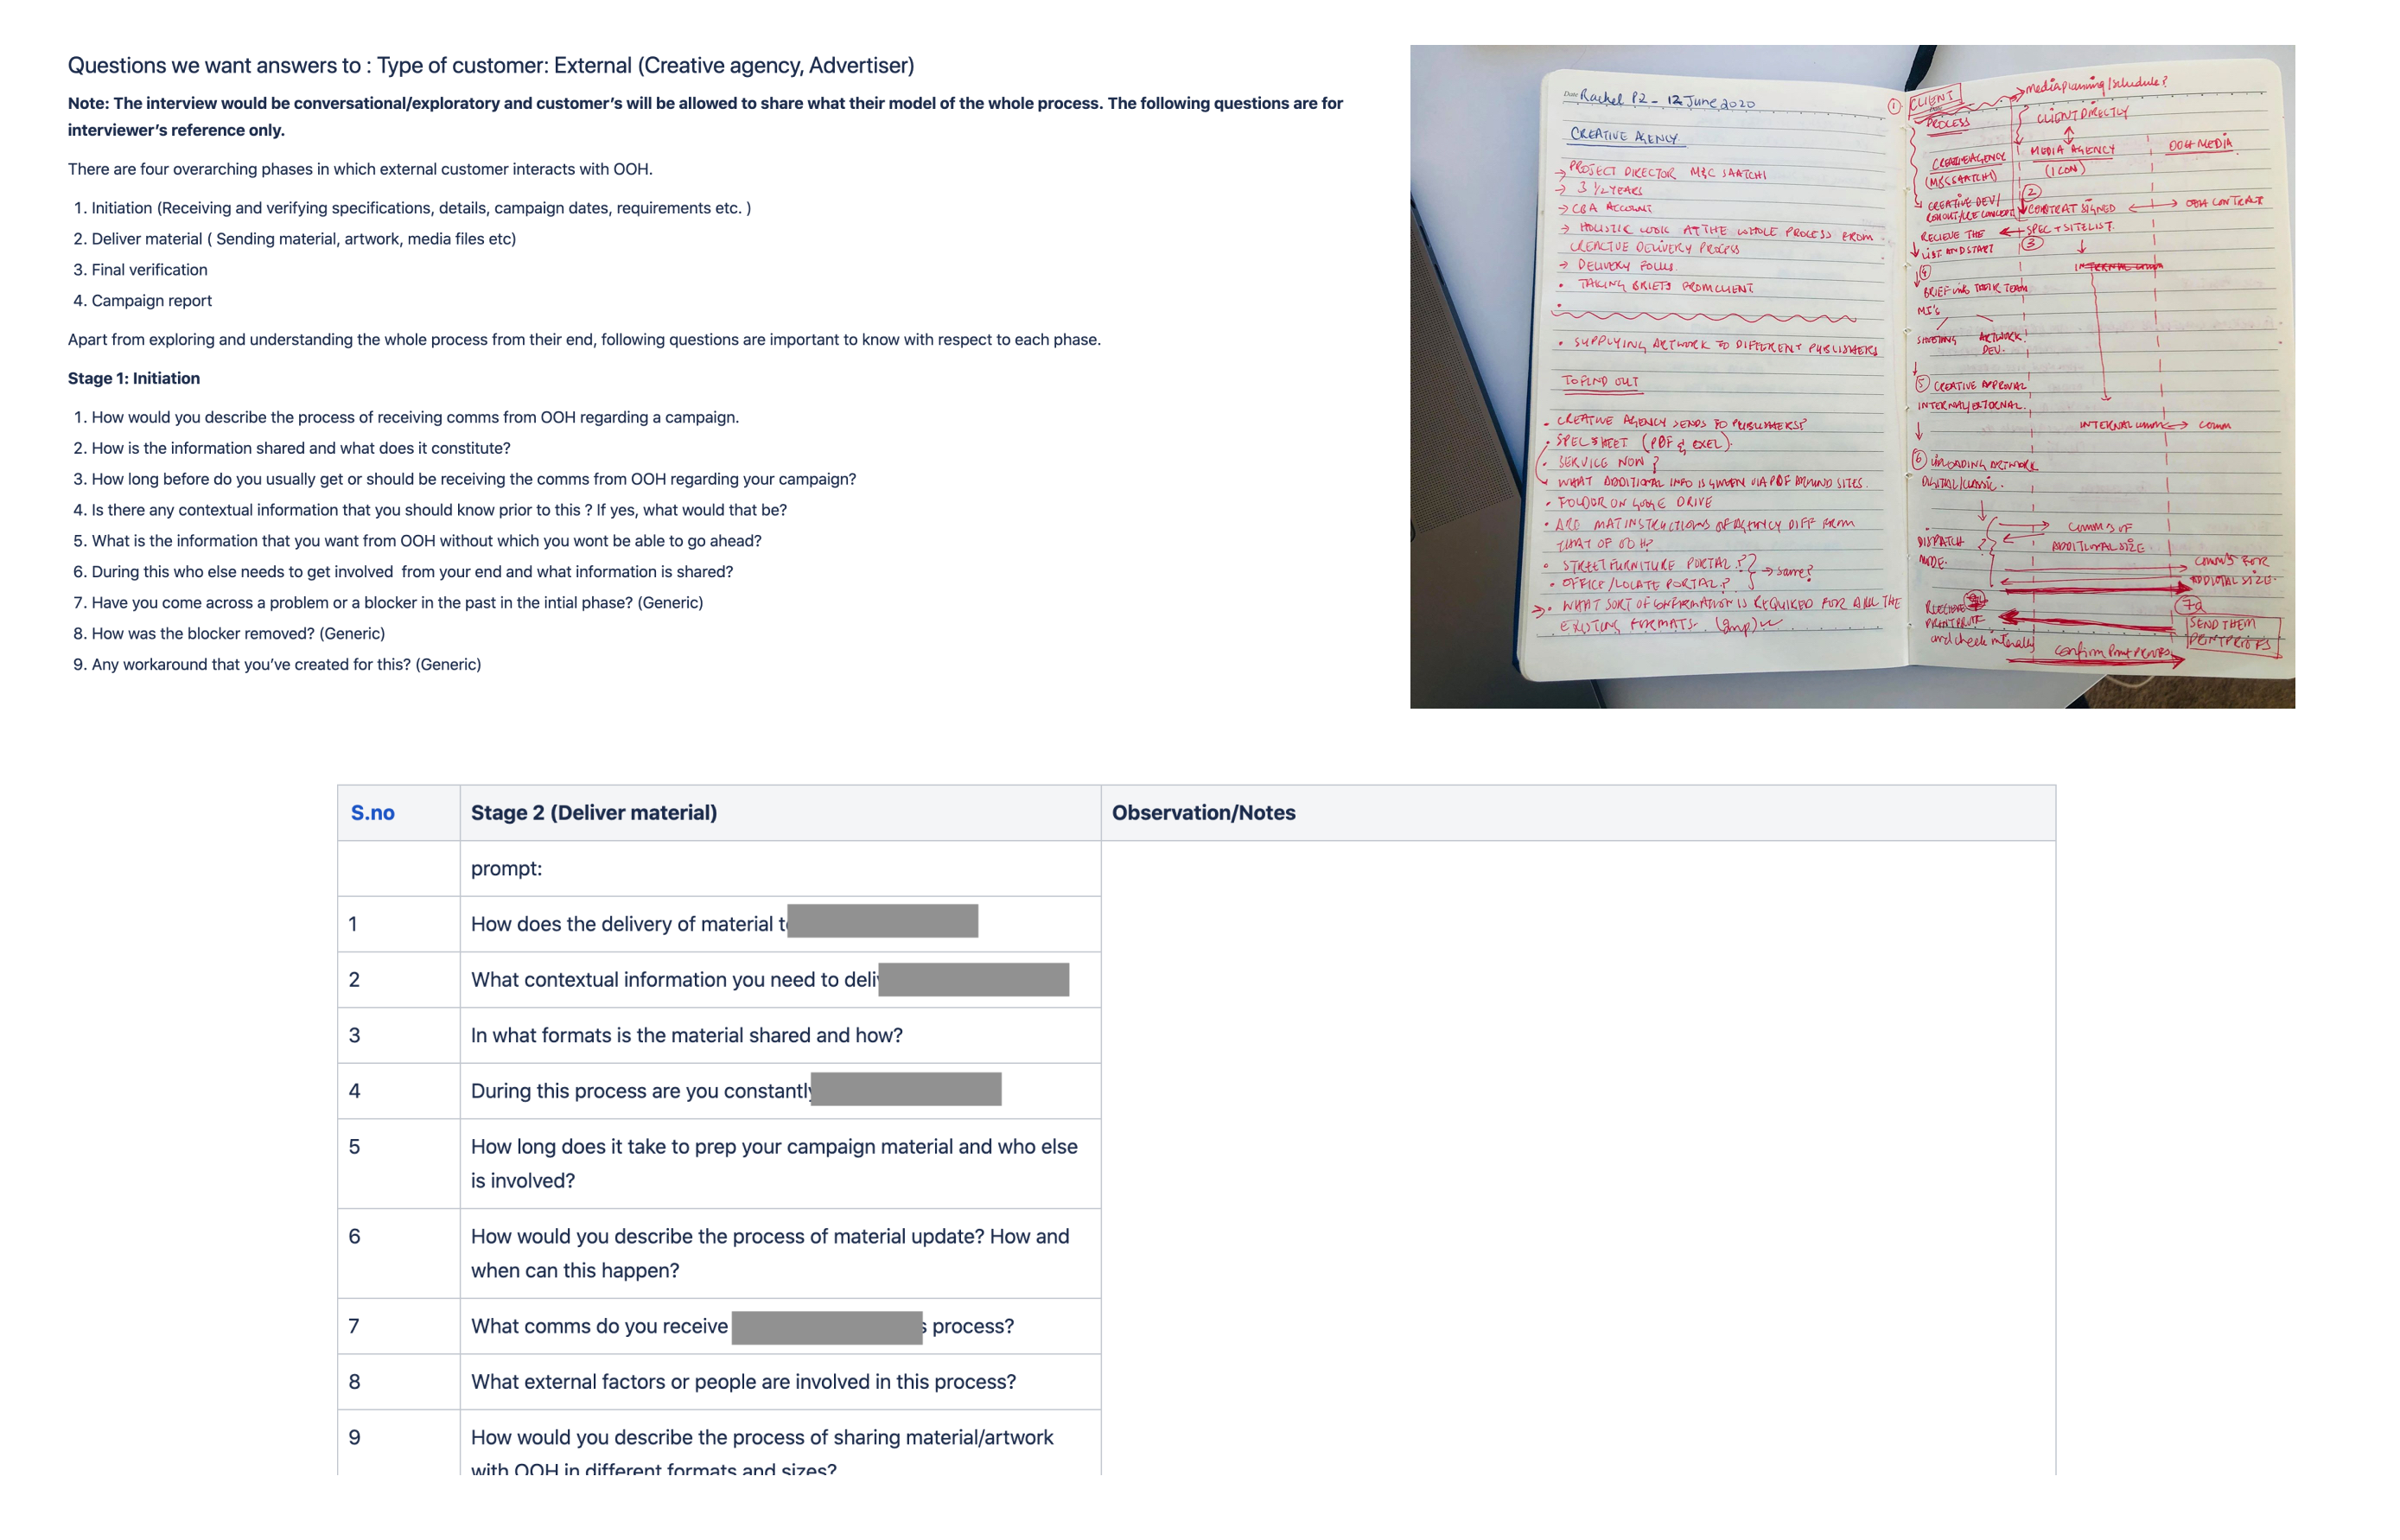 Questions we want answers to : Type of customer: External (Creative agency, Advertiser)
Note: The interview would be conversational/exploratory and customer's will be allowed to share what their model of the whole process. The following questions are for
interviewer's reference only.
There are four overarching phases in which external customer interacts with OOH.
1. Initiation (Receiving and verifying specifications, details, campaign dates, requirements etc. )
2. Deliver material ( Sending material, artwork, media files etc)
3. Final verification
4. Campaign report
Apart from exploring and understanding the whole process from their end, following questions are important to know with respect to each phase.
Stage 1: Initiation
1. How would you describe the process of receiving comms from OOH regarding a campaign.
2. How is the information shared and what does it constitute?
3. How long before do you usually get or should be receiving the comms from OOH regarding your campaign?
4. Is there any contextual information that you should know prior to this ? If yes, what would that be?
5. What is the information that you want from OOH without which you wont be able to go ahead?
6. During this who else needs to get involved  from your end and what information is shared?
7. Have you come across a problem or a blocker in the past in the intial phase? (Generic)
8. How was the blocker removed? (Generic)
9. Any workaround that you've created for this? (Generic)
Date Rachel P2 - 12 June 2020
CREATIVE AGENCY
→ PROJECT DIRECTOR M&C SAATCHI
→ 3 1/2 YEARS
→ CBA ACCOUNT
→ HOLISTIC LOOK AT THE WHOLE PROCESS FROM
CREATIVE DELIVERY PROCESS
→ DELIVERY FOCUS.
• TAKING BRIEFS FROM CLIENT
• SUPPLYING ARTWORK TO DIFFERENT PUBLISHERS
TO FIND OUT
• CREATIVE AGENCY SENDS TO PUBLISHERS?
• SPEC SHEET (PDF & EXEL).
• SERVICE NOW ?
WHAT ADDITIONAL INFO IS GIVEN VIA PDF AROUND SITES.
• FOLDER ON DRIVE
• ARE MAT INSTRUCTIONS OF AGENCY DIFF FROM
THAT OF OOH?
• STREET FURNITURE PORTAL ?
• OFFICE/LOCATE PORTAL ?
→ same?
• WHAT SORT OF CONFIRMATION IS REQUIRED FOR ALL THE
EXISTING FORMATS. (imp)
① CLIENT
→ media planning/schedule?
PROCESS
CLIENT DIRECTLY
CREATIVE AGENCY
(M&C SAATCHI)
MEDIA AGENCY
(ICON)
OOH MEDIA
CREATIVE DEV/
②
CONTRAT SIGNED
OOH CONTRACT
RECIEVE THE
LIST AND START
SPEC + SITELIST.
③
④
BRIEFING THEIR TEAM
MI's
ARTWORK
DEV.
⑤ CREATIVE APPROVAL
INTERNAL/EXTERNAL.
INTERNAL COMM
COMM
⑥ UPLOADING ARTWORK
DIGITAL/CLASSIC.
DISPATCH
MODE.
COMMS OF
ADDITIONAL SIZE
COMMS FOR
ADDITIONAL SIZE.
RECIEVE
and check internally
7a
SEND THEM
PRINT PROOFS
Confirm Print proofs
S.no
Stage 2 (Deliver material)
Observation/Notes
prompt:
1
How does the delivery of material
2
What contextual information you need to
3
In what formats is the material shared and how?
4
During this process are you constantly
5
How long does it take to prep your campaign material and who else
is involved?
6
How would you describe the process of material update? How and
when can this happen?
7
What comms do you receive process?
8
What external factors or people are involved in this process?
9
How would you describe the process of sharing material/artwork
with OOH in different formats and sizes?